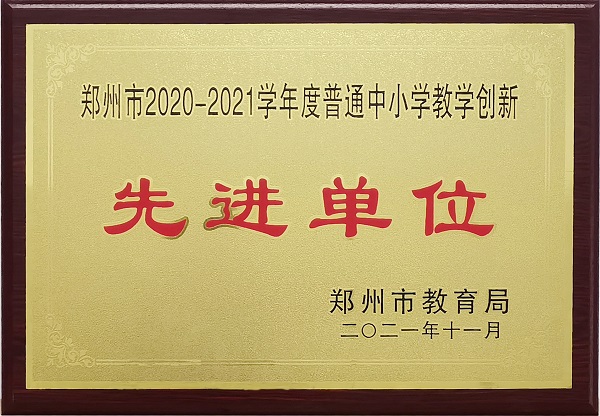 郑州市2020-2021学年度普通中小学教学创新
先进单位
郑州市教育局
二〇二一年十一月